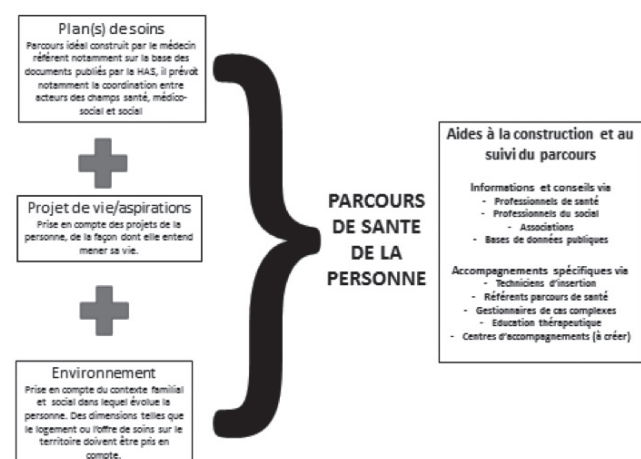 Plan(s) de soins
Parcours idéal construit par le médecin
référent notamment sur la base des
documents publiés par la HAS, il prévoit
notamment la coordination entre
acteurs des champs santé, médico-
social et social
Projet de vie/aspirations
Prise en compte des projets de la
personne, de la façon dont elle entend
mener sa vie.
Environnement
Prise en compte du contexte familial
et social dans lequel évolue la
personne. Des dimensions telles que
le logement ou l'offre de soins sur le
territoire doivent être pris en
compte.
PARCOURS
DE SANTE
DE LA
PERSONNE
Aides à la construction et au
suivi du parcours
Informations et conseils via
- Professionnels de santé
- Professionnels du social
- Associations
- Bases de données publiques
Accompagnements spécifiques via
- Techniciens d'insertion
- Référents parcours de santé
- Gestionnaires de cas complexes
- Education thérapeutique
- Centres d'accompagnements (à créer)